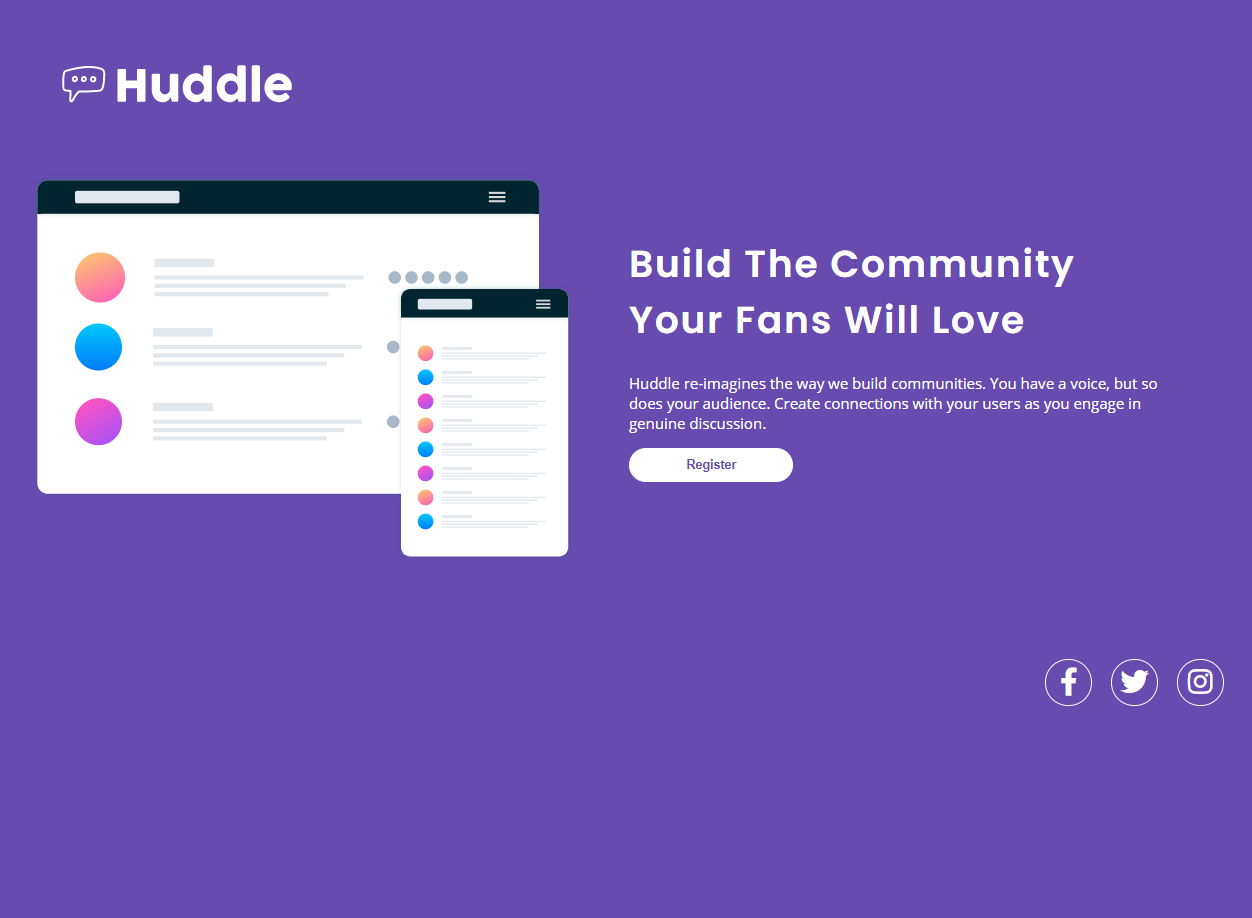 Huddle
Build The Community
Your Fans Will Love
Huddle re-imagines the way we build communities. You have a voice, but so
does your audience. Create connections with your users as you engage in
genuine discussion.
Register